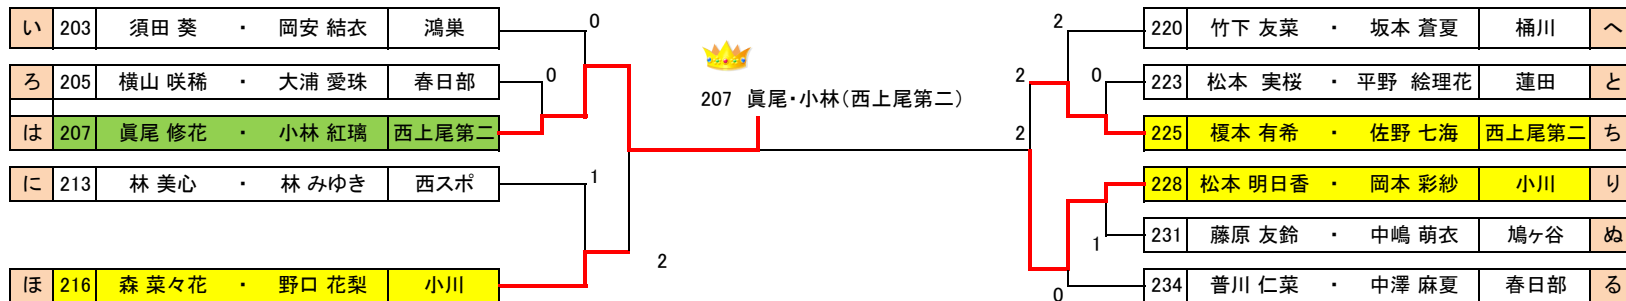 い 203 須田 葵 ・ 岡安 結衣 鴻巣 0
ろ 205 横山 咲稀 ・ 大浦 愛珠 春日部 0
は 207 眞尾 修花 ・ 小林 紅璃 西上尾第二
に 213 林 美心 ・ 林 みゆき 西スポ 1
ほ 216 森 菜々花 ・ 野口 花梨 小川
2
207 眞尾・小林(西上尾第二)
2
2 220 竹下 友菜 ・ 坂本 蒼夏 桶川 へ
2 0 223 松本 実桜 ・ 平野 絵理花 蓮田 と
225 榎本 有希 ・ 佐野 七海 西上尾第二 ち
228 松本 明日香 ・ 岡本 彩紗 小川 り
1 231 藤原 友鈴 ・ 中嶋 萌衣 鳩ヶ谷 ぬ
0 234 普川 仁菜 ・ 中澤 麻夏 春日部 る